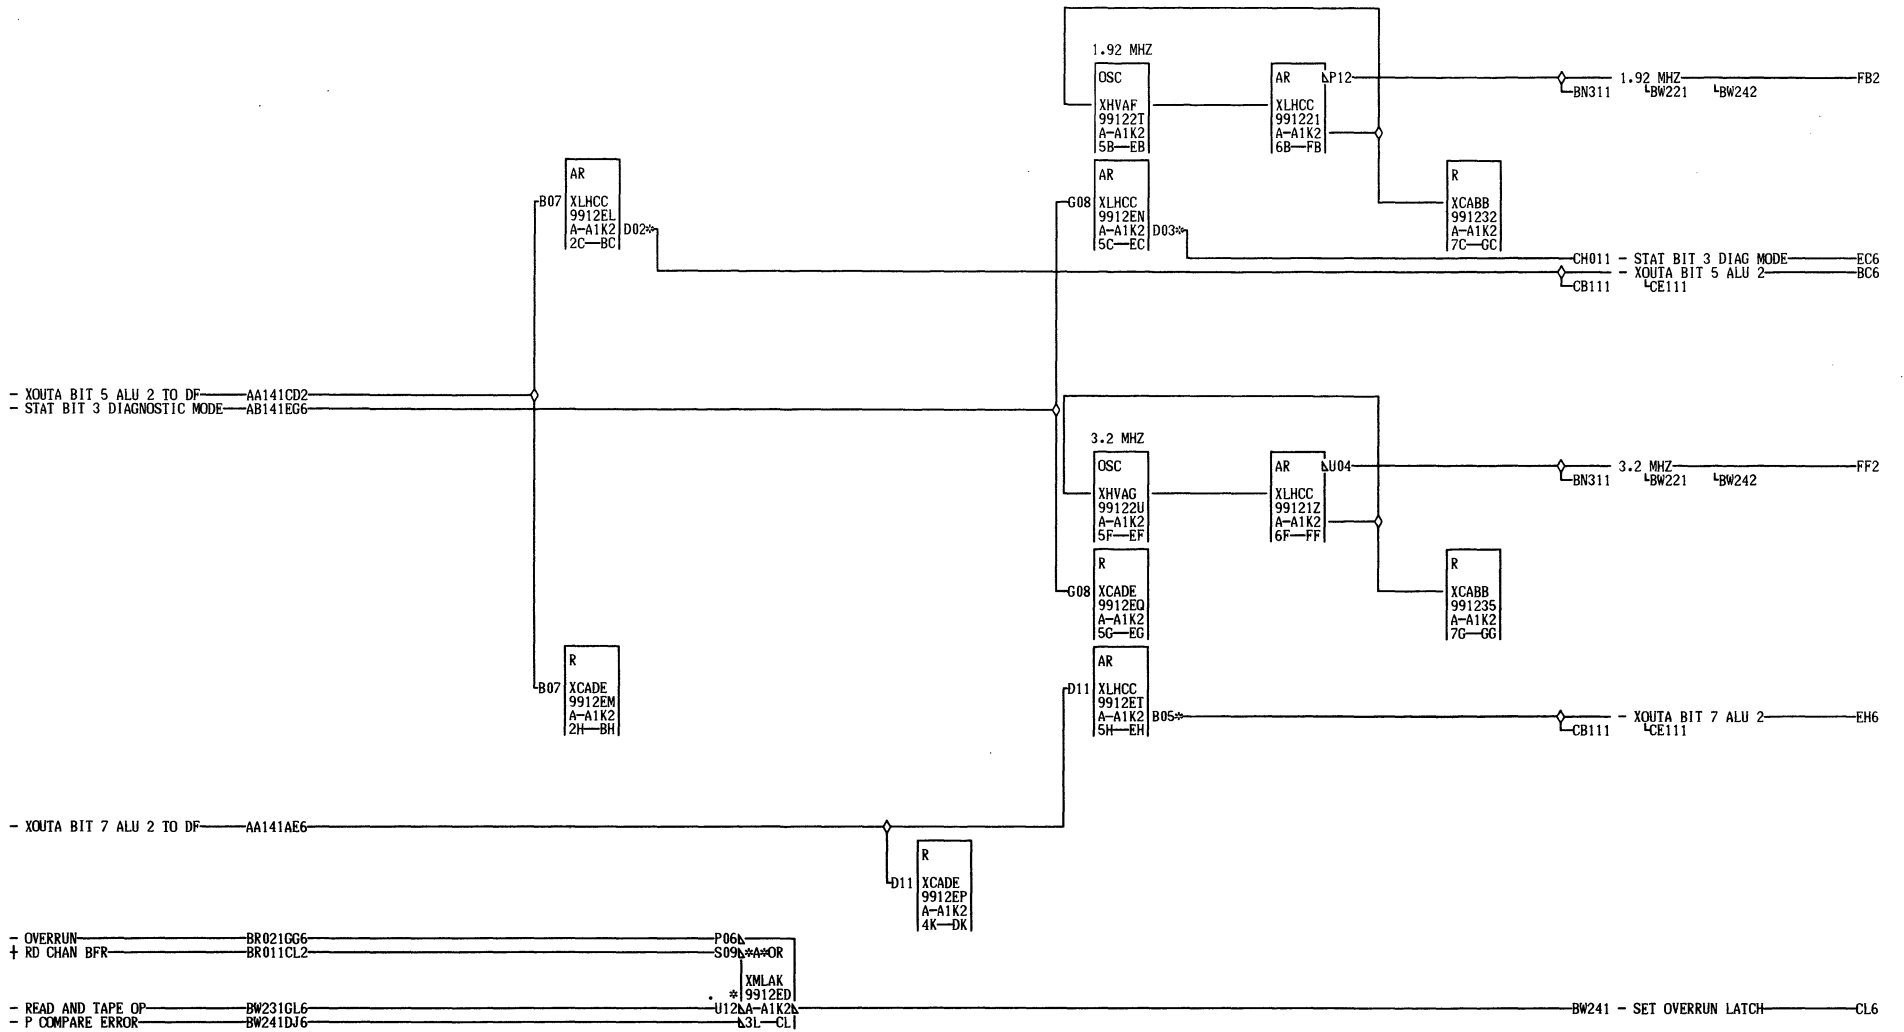 1.92 MHZ
OSC
XHVAF
99122T
A-A1K2
5B—EB
AR
P12
XLHCC
991221
A-A1K2
6B—FB
1.92 MHZ
FB2
BN311
BW221
BW242
AR
B07
XLHCC
9912EL
A-A1K2
D02*
2C—BC
AR
G08
XLHCC
9912EN
A-A1K2
D03*
5C—EC
R
XCABB
991232
A-A1K2
7C—GC
CH011 - STAT BIT 3 DIAG MODE EC6
- XOUTA BIT 5 ALU 2 BC6
CB111
CE111
- XOUTA BIT 5 ALU 2 TO DF AA141CD2
- STAT BIT 3 DIAGNOSTIC MODE AB141EG6
3.2 MHZ
OSC
XHVAG
99122U
A-A1K2
5F—EF
AR
U04
XLHCC
99121Z
A-A1K2
6F—FF
3.2 MHZ
FF2
BN311
BW221
BW242
R
G08
XCADE
9912EQ
A-A1K2
5G—EG
R
XCABB
991235
A-A1K2
7G—GG
R
B07
XCADE
9912EM
A-A1K2
2H—BH
AR
D11
XLHCC
9912ET
A-A1K2
B05*
5H—EH
- XOUTA BIT 7 ALU 2 EH6
CB111
CE111
- XOUTA BIT 7 ALU 2 TO DF AA141AE6
R
D11
XCADE
9912EP
A-A1K2
4K—DK
- OVERRUN BR021GG6 P06
+ RD CHAN BFR BR011CL2 S09 *A*OR
XMLAK
* 9912ED
- READ AND TAPE OP BW231GL6 U12 A-A1K2 BW241 - SET OVERRUN LATCH CL6
- P COMPARE ERROR BW241DJ6 3L—CL